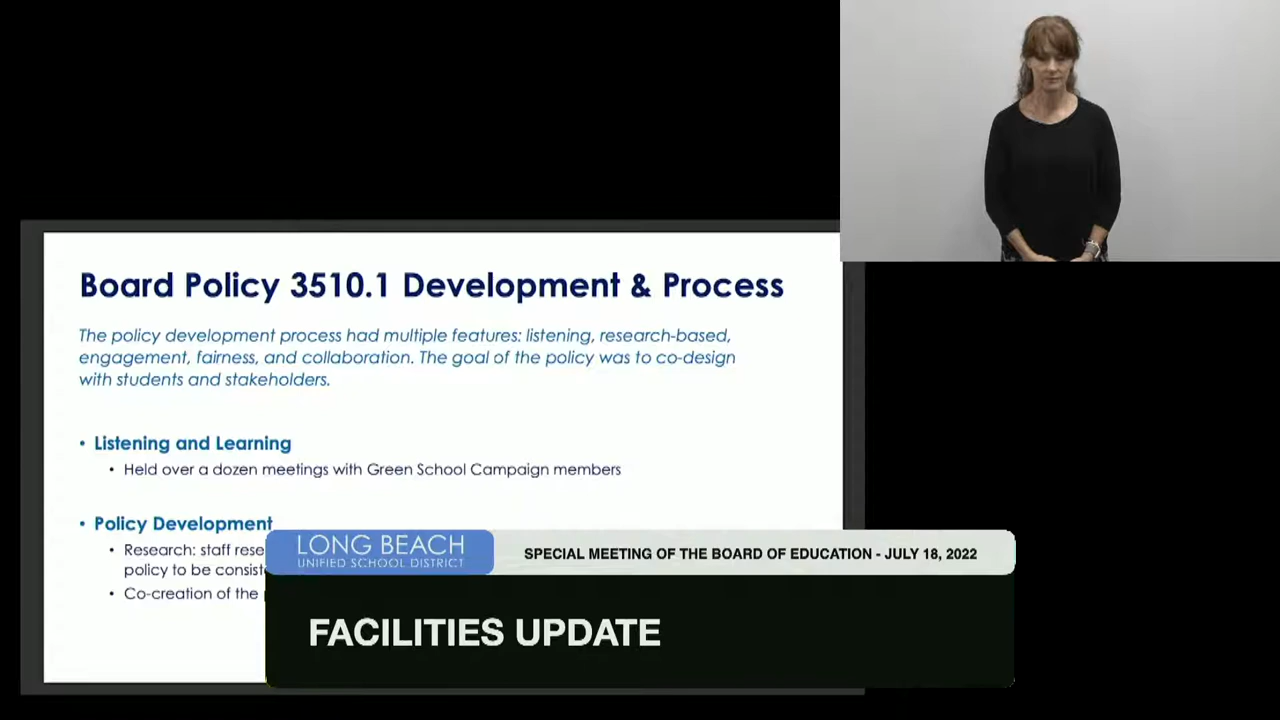 Board Policy 3510.1 Development & Process
The policy development process had multiple features: listening, research-based,
engagement, fairness, and collaboration. The goal of the policy was to co-design
with students and stakeholders.
• Listening and Learning
• Held over a dozen meetings with Green School Campaign members
• Policy Development
• Research: staff
policy to be
• Co-creation of the
LONG BEACH
UNIFIED SCHOOL DISTRICT
SPECIAL MEETING OF THE BOARD OF EDUCATION - JULY 18, 2022
FACILITIES UPDATE